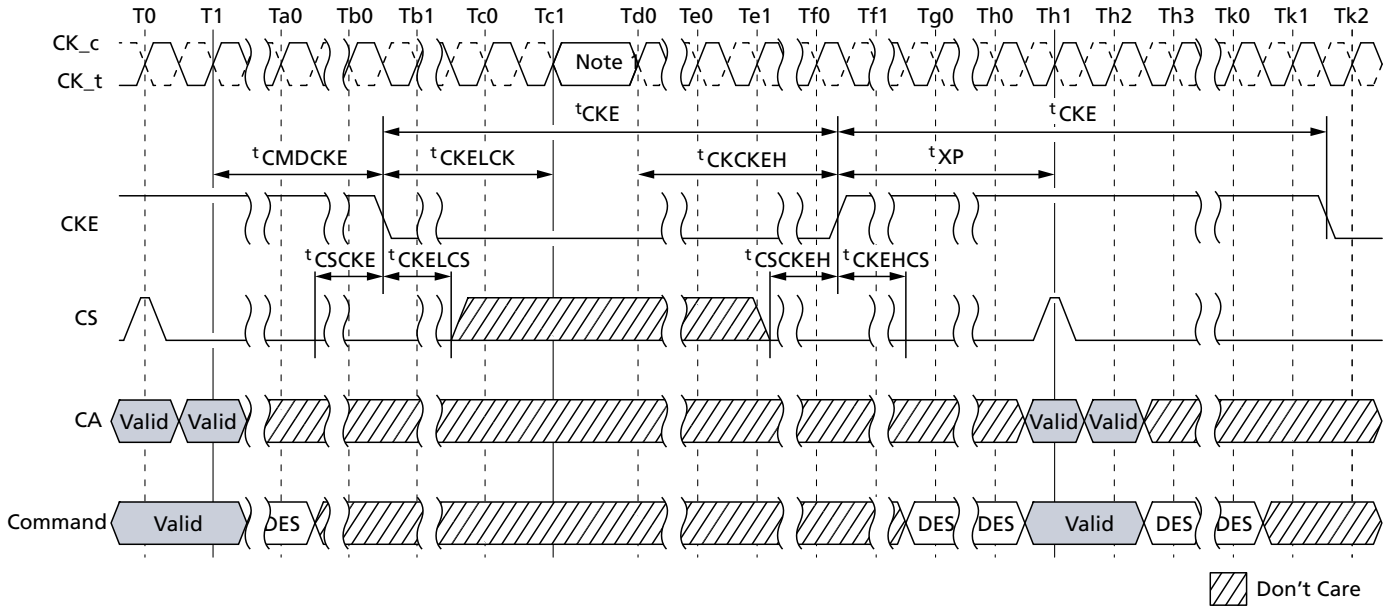 T0 T1 Ta0 Tb0 Tb1 Tc0 Tc1 Td0 Te0 Te1 Tf0 Tf1 Tg0 Th0 Th1 Th2 Th3 Tk0 Tk1 Tk2
CK_c
CK_t
Note 1
tCKE tCKE
tCMDCKE tCKELCK tCKCKEH tXP
CKE
tCSCKE tCKELCS tCSCKEH tCKEHCS
CS
CA Valid Valid Valid Valid
Command Valid DES DES DES Valid DES DES
Don't Care